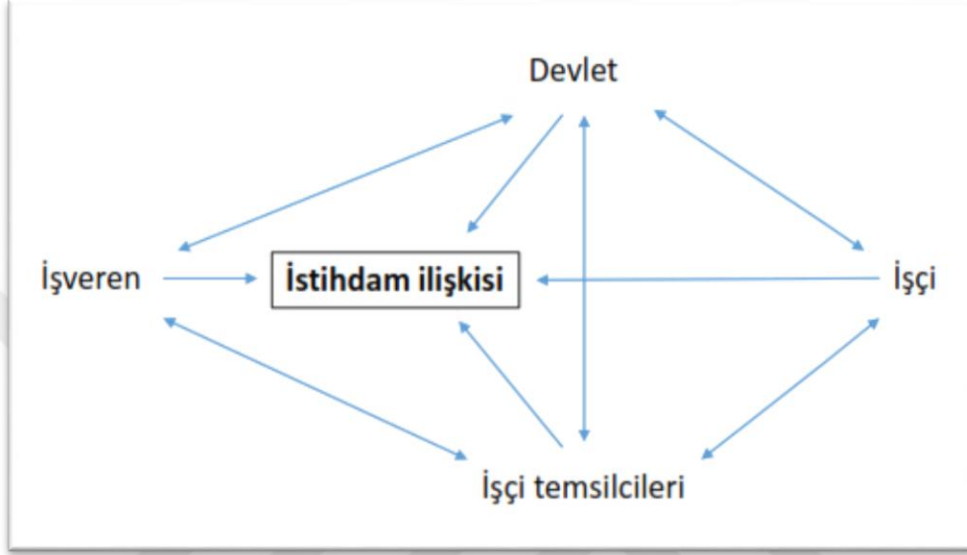 Devlet
İşveren
İstihdam ilişkisi
İşçi
İşçi temsilcileri